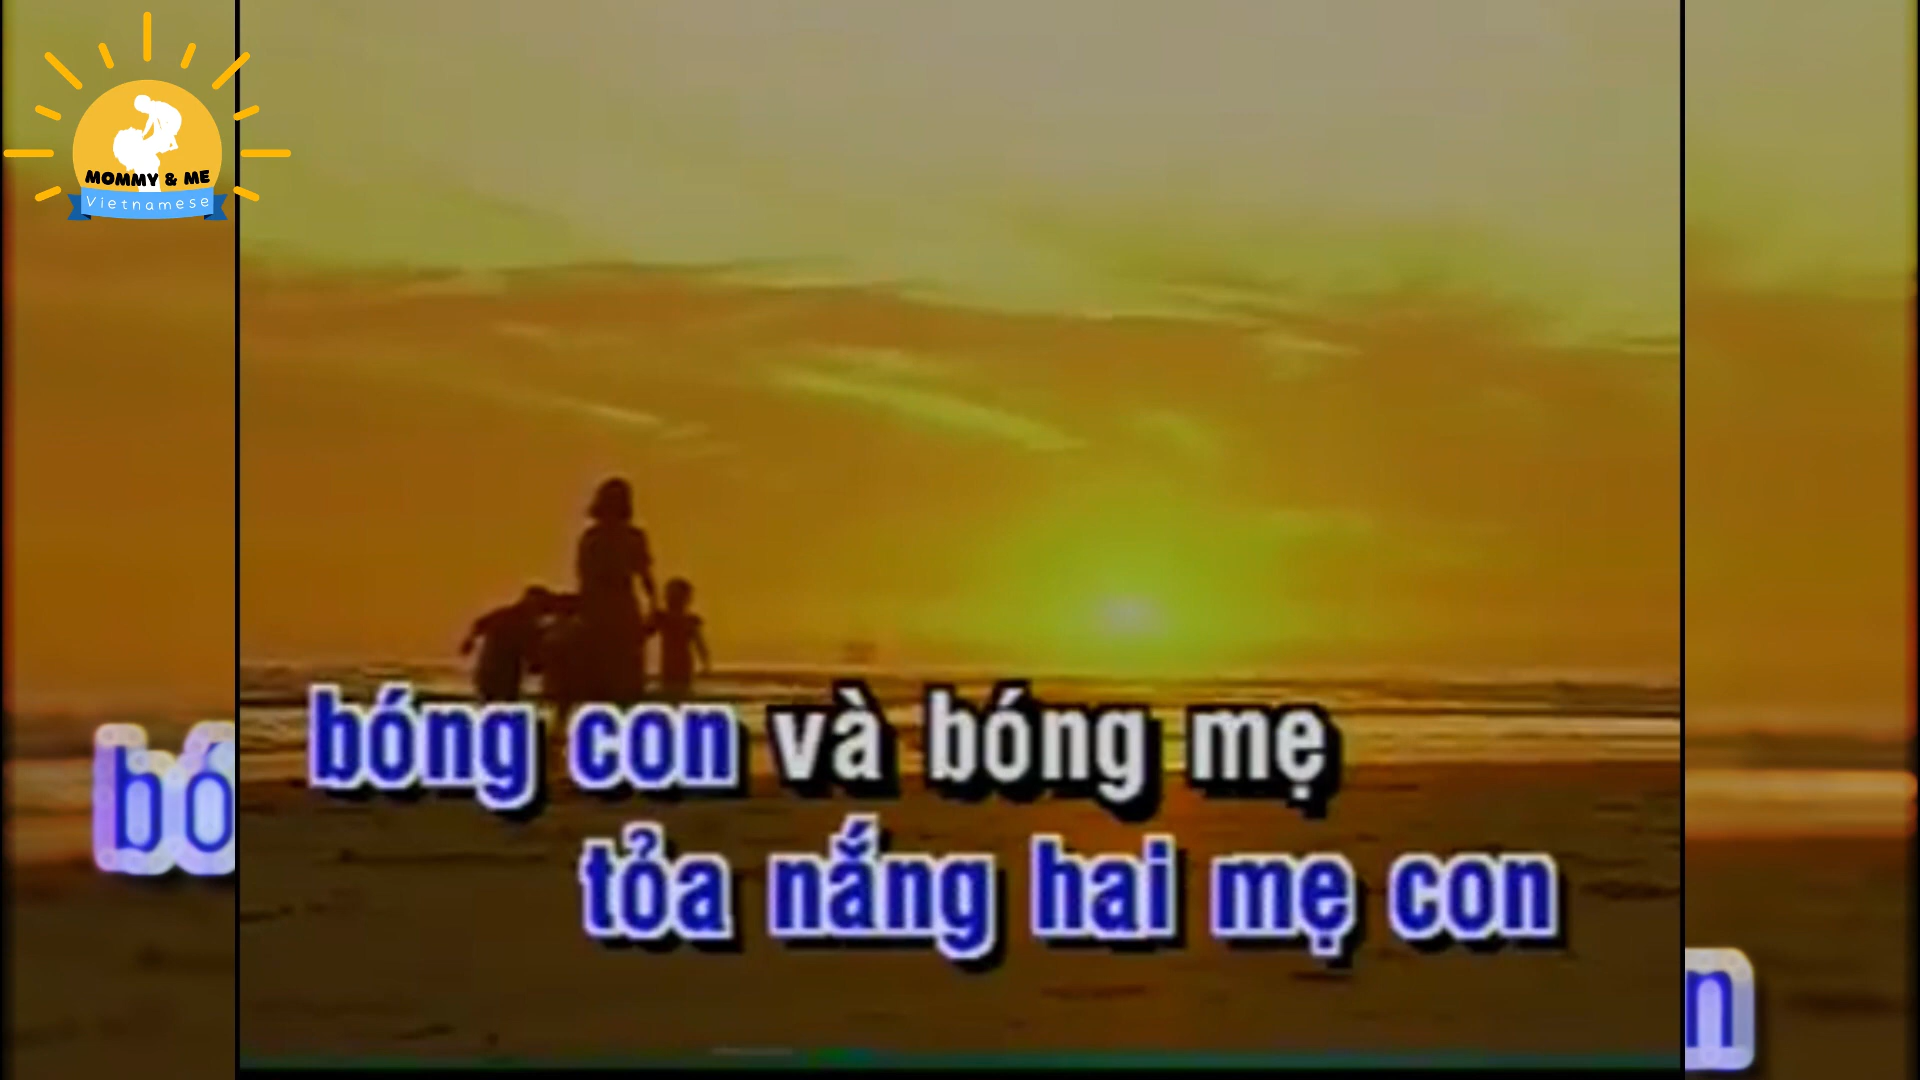 MOMMY & ME
Vietnamese
bóng con và bóng mẹ
tỏa nắng hai mẹ con
bó
n